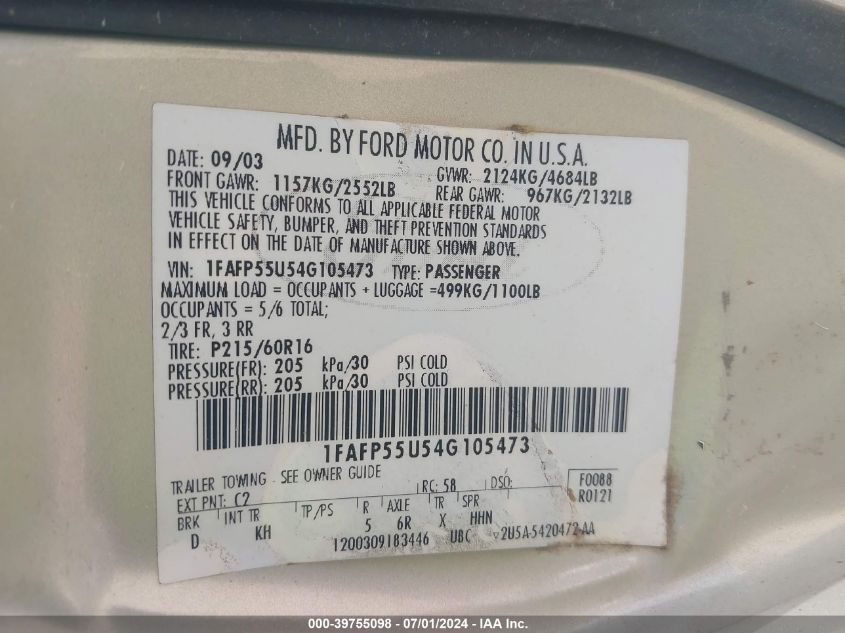 MFD. BY FORD MOTOR CO. IN U.S.A.
DATE: 09/03 GVWR: 2124KG/4684LB
FRONT GAWR: 1157KG/2552LB REAR GAWR: 967KG/2132LB
THIS VEHICLE CONFORMS TO ALL APPLICABLE FEDERAL MOTOR
VEHICLE SAFETY, BUMPER, AND THEFT PREVENTION STANDARDS
IN EFFECT ON THE DATE OF MANUFACTURE SHOWN ABOVE.
VIN: 1FAFP55U54G105473 TYPE: PASSENGER
MAXIMUM LOAD = OCCUPANTS + LUGGAGE =499KG/1100LB
OCCUPANTS = 5/6 TOTAL;
2/3 FR, 3 RR
TIRE: P215/60R16
PRESSURE(FR): 205 kPa/30 PSI COLD
PRESSURE(RR): 205 kPa/30 PSI COLD
1FAFP55U54G105473
TRAILER TOWING - SEE OWNER GUIDE
EXT PNT: C2 RC: 58 DSO: F0088
R0121
BRK INT TR TP/PS R AXLE TR SPR
D KH 5 6R X HHN
1200309183446 UBC 2U5A-5420472-AA
000-39755098 - 07/01/2024 - IAA Inc.